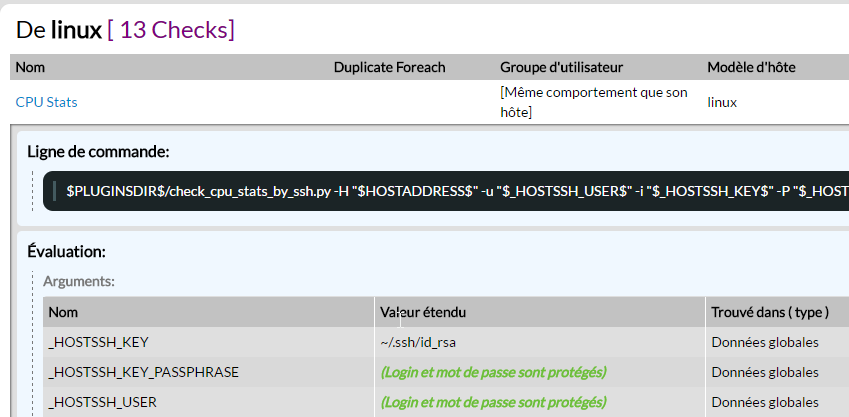 De linux [ 13 Checks]
Nom Duplicate Foreach Groupe d'utilisateur Modèle d'hôte
CPU Stats [Même comportement que son hôte] linux
Ligne de commande:
$PLUGINSDIR$/check_cpu_stats_by_ssh.py -H "$HOSTADDRESS$" -u "$_HOSTSSH_USER$" -i "$_HOSTSSH_KEY$" -P "$_HOST
Évaluation:
Arguments:
Nom Valeur étendu Trouvé dans ( type )
_HOSTSSH_KEY ~/.ssh/id_rsa Données globales
_HOSTSSH_KEY_PASSPHRASE (Login et mot de passe sont protégés) Données globales
_HOSTSSH_USER (Login et mot de passe sont protégés) Données globales